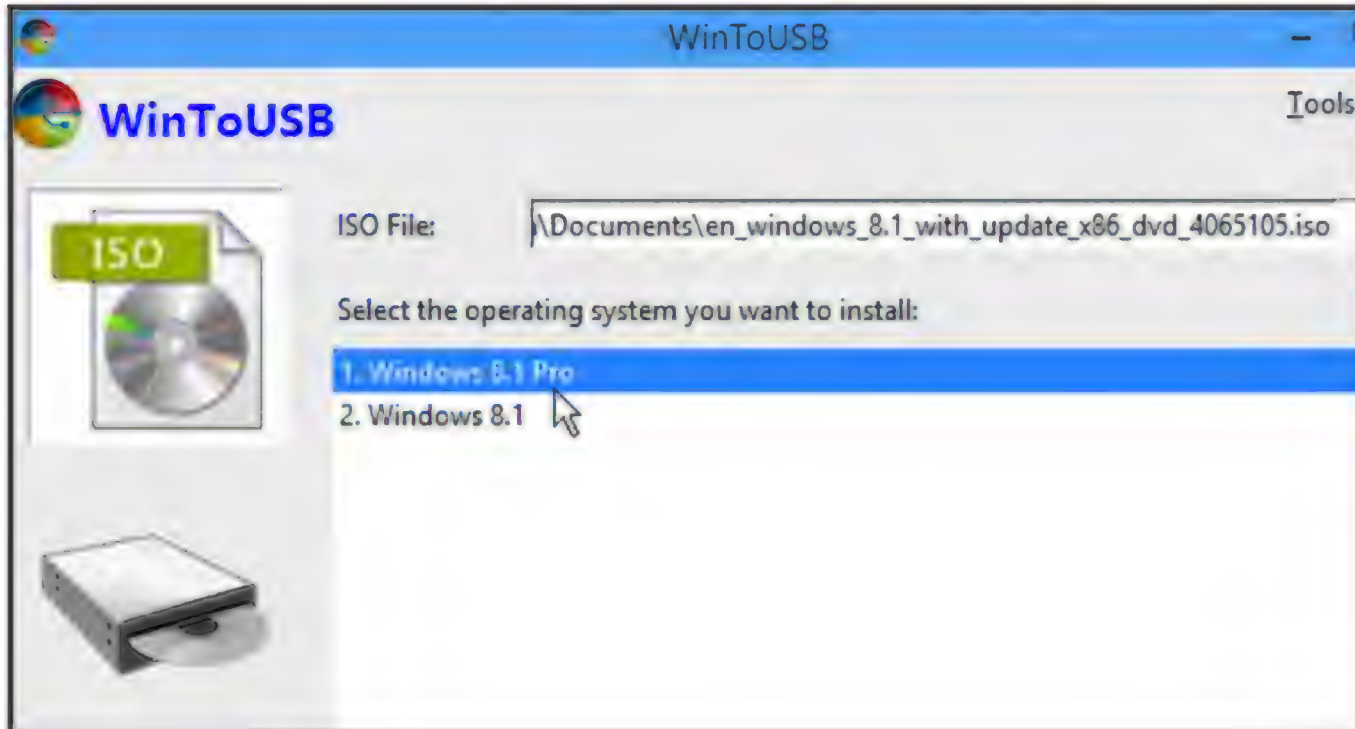 WinToUSB
WinToUSB
Tools
ISO
ISO File: \Documents\en_windows_8.1_with_update_x86_dvd_4065105.iso
Select the operating system you want to install:
1. Windows 8.1 Pro
2. Windows 8.1